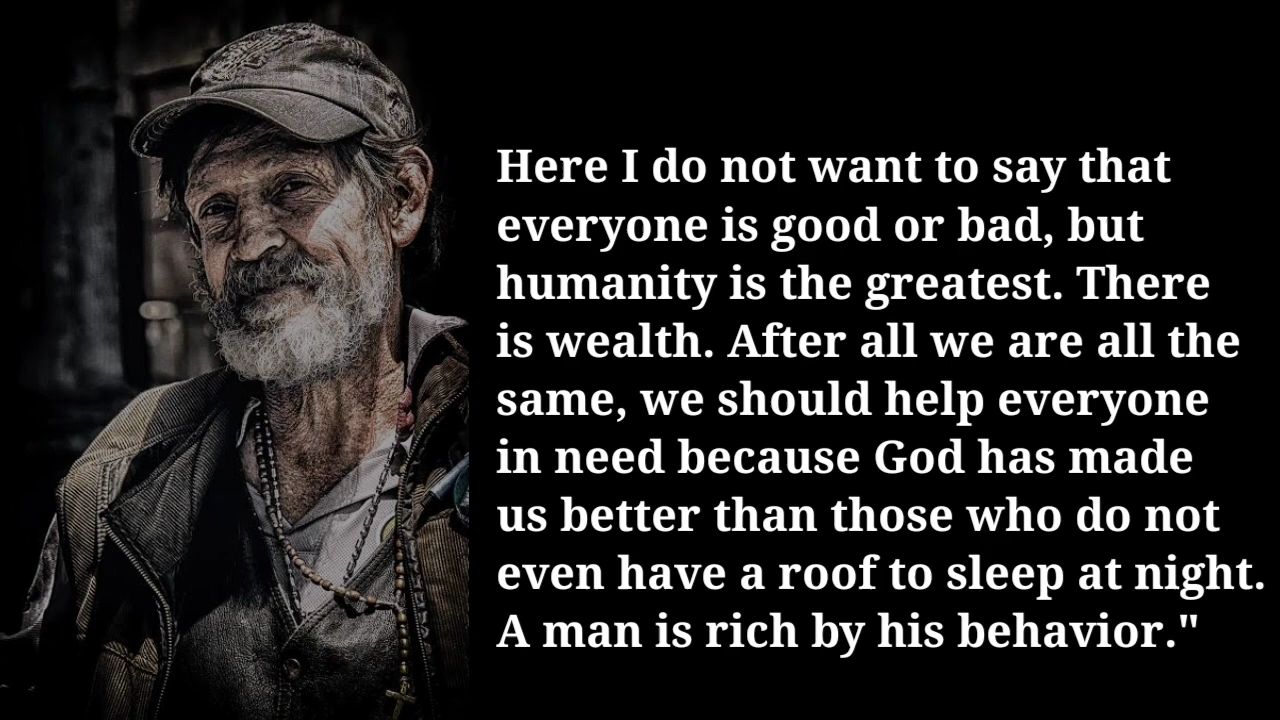 Here I do not want to say that
everyone is good or bad, but
humanity is the greatest. There
is wealth. After all we are all the
same, we should help everyone
in need because God has made
us better than those who do not
even have a roof to sleep at night.
A man is rich by his behavior."